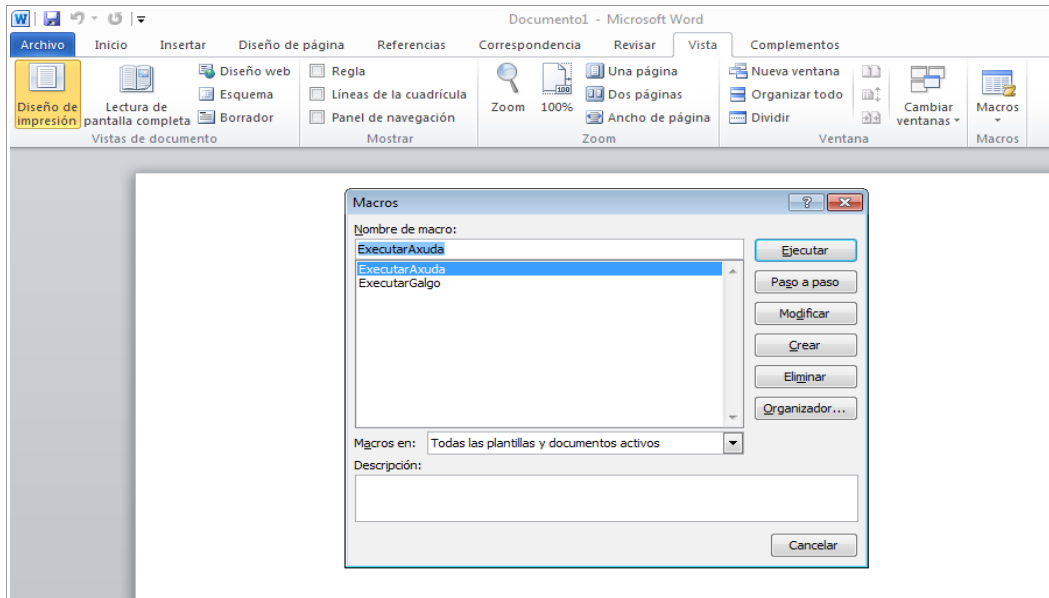 Documento1 - Microsoft Word
Archivo Inicio Insertar Diseño de página Referencias Correspondencia Revisar Vista Complementos
Diseño de impresión
Lectura de pantalla completa
Diseño web
Esquema
Borrador
Vistas de documento
Regla
Líneas de la cuadrícula
Panel de navegación
Mostrar
Zoom
100
100%
Una página
Dos páginas
Ancho de página
Zoom
Nueva ventana
Organizar todo
Dividir
Cambiar ventanas
Ventana
Macros
Macros
Macros
Nombre de macro:
ExecutarAxuda
ExecutarAxuda
ExecutarGalgo
Ejecutar
Paso a paso
Modificar
Crear
Eliminar
Organizador...
Macros en: Todas las plantillas y documentos activos
Descripción:
Cancelar